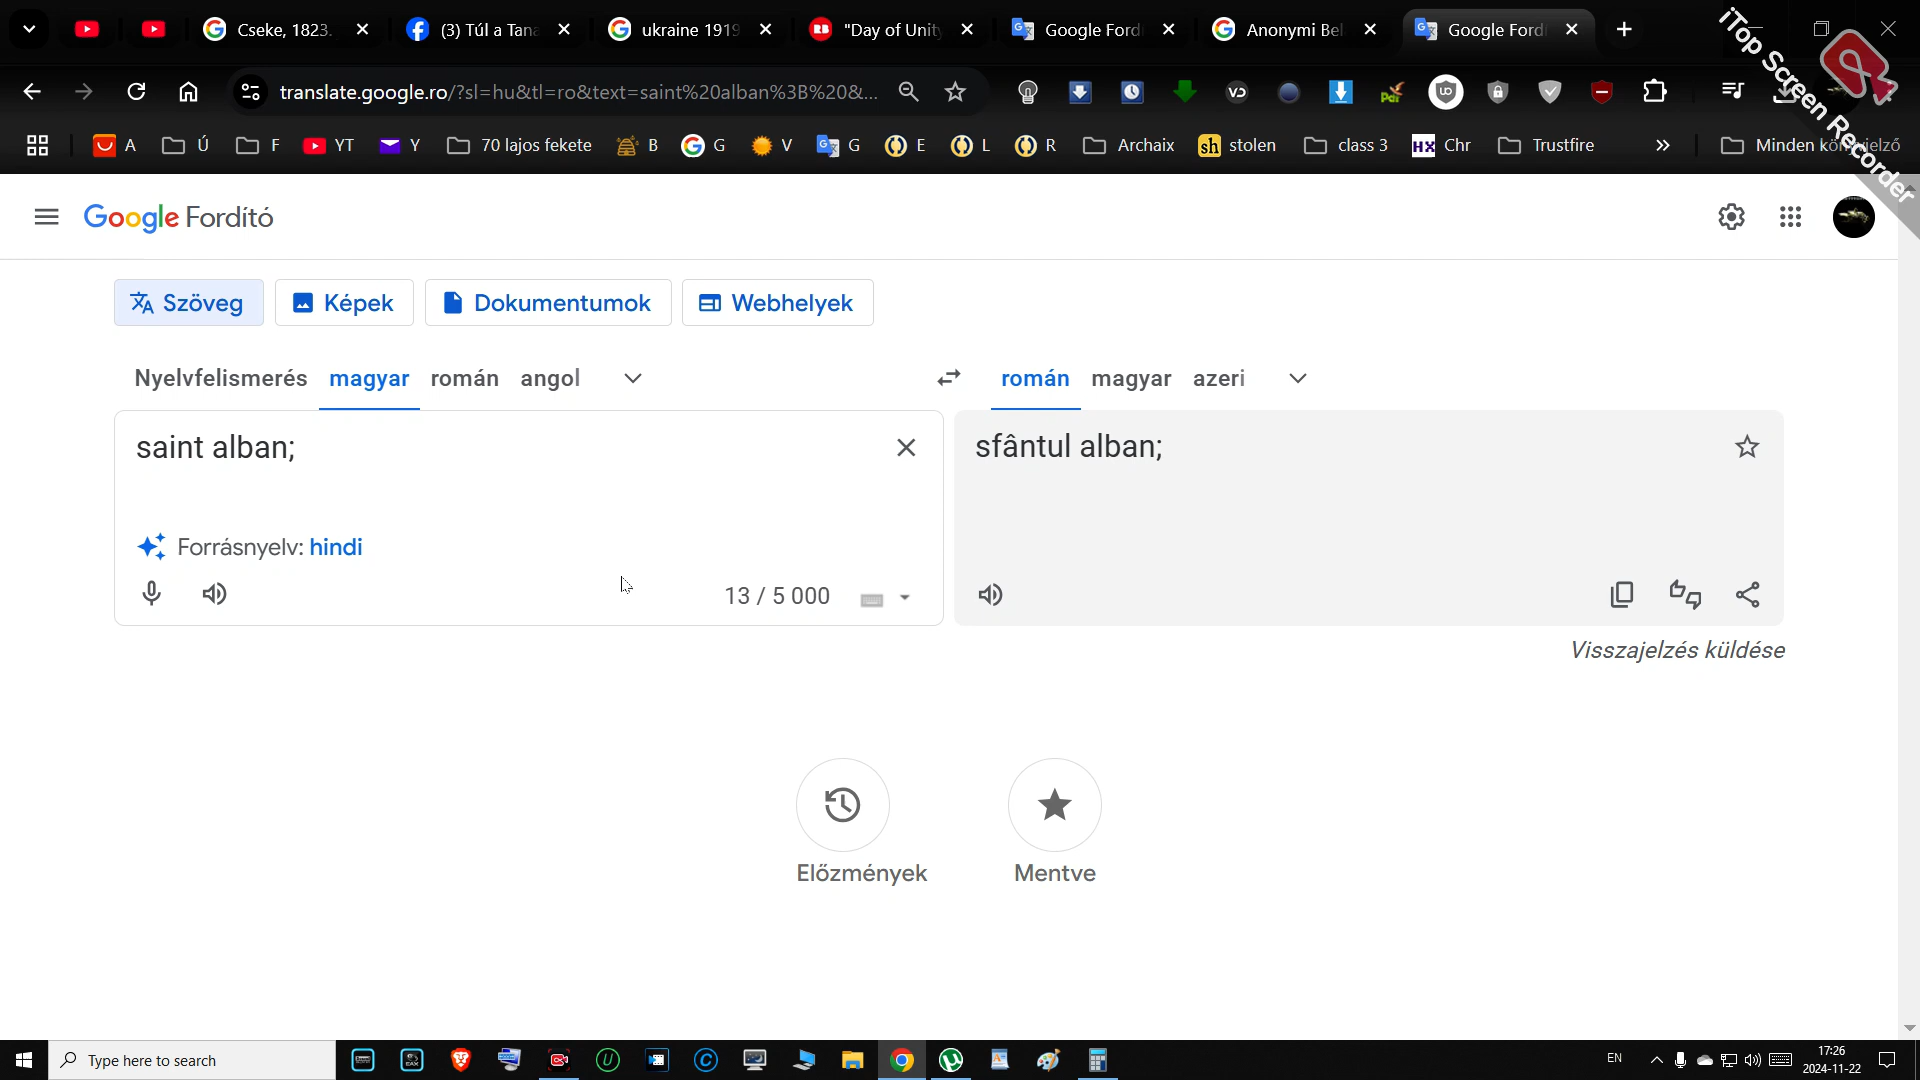 Cseke, 1823.
(3) Túl a Tana
ukraine 1919
"Day of Unity
Google Ford
Anonymi Bel
Google Ford
translate.google.ro/?sl=hu&tl=ro&text=saint%20alban%3B%20&...
iTop Screen Recorder
A
Ú
F
YT
Y
70 lajos fekete
B
G
V
G
E
L
R
Archaix
stolen
class 3
Chr
Trustfire
Minden
Google Fordító
Szöveg
Képek
Dokumentumok
Webhelyek
Nyelvfelismerés magyar román angol
román magyar azeri
saint alban;
sfântul alban;
Forrásnyelv: hindi
13 / 5 000
Visszajelzés küldése
Előzmények
Mentve
Type here to search
EN
17:26
2024-11-22